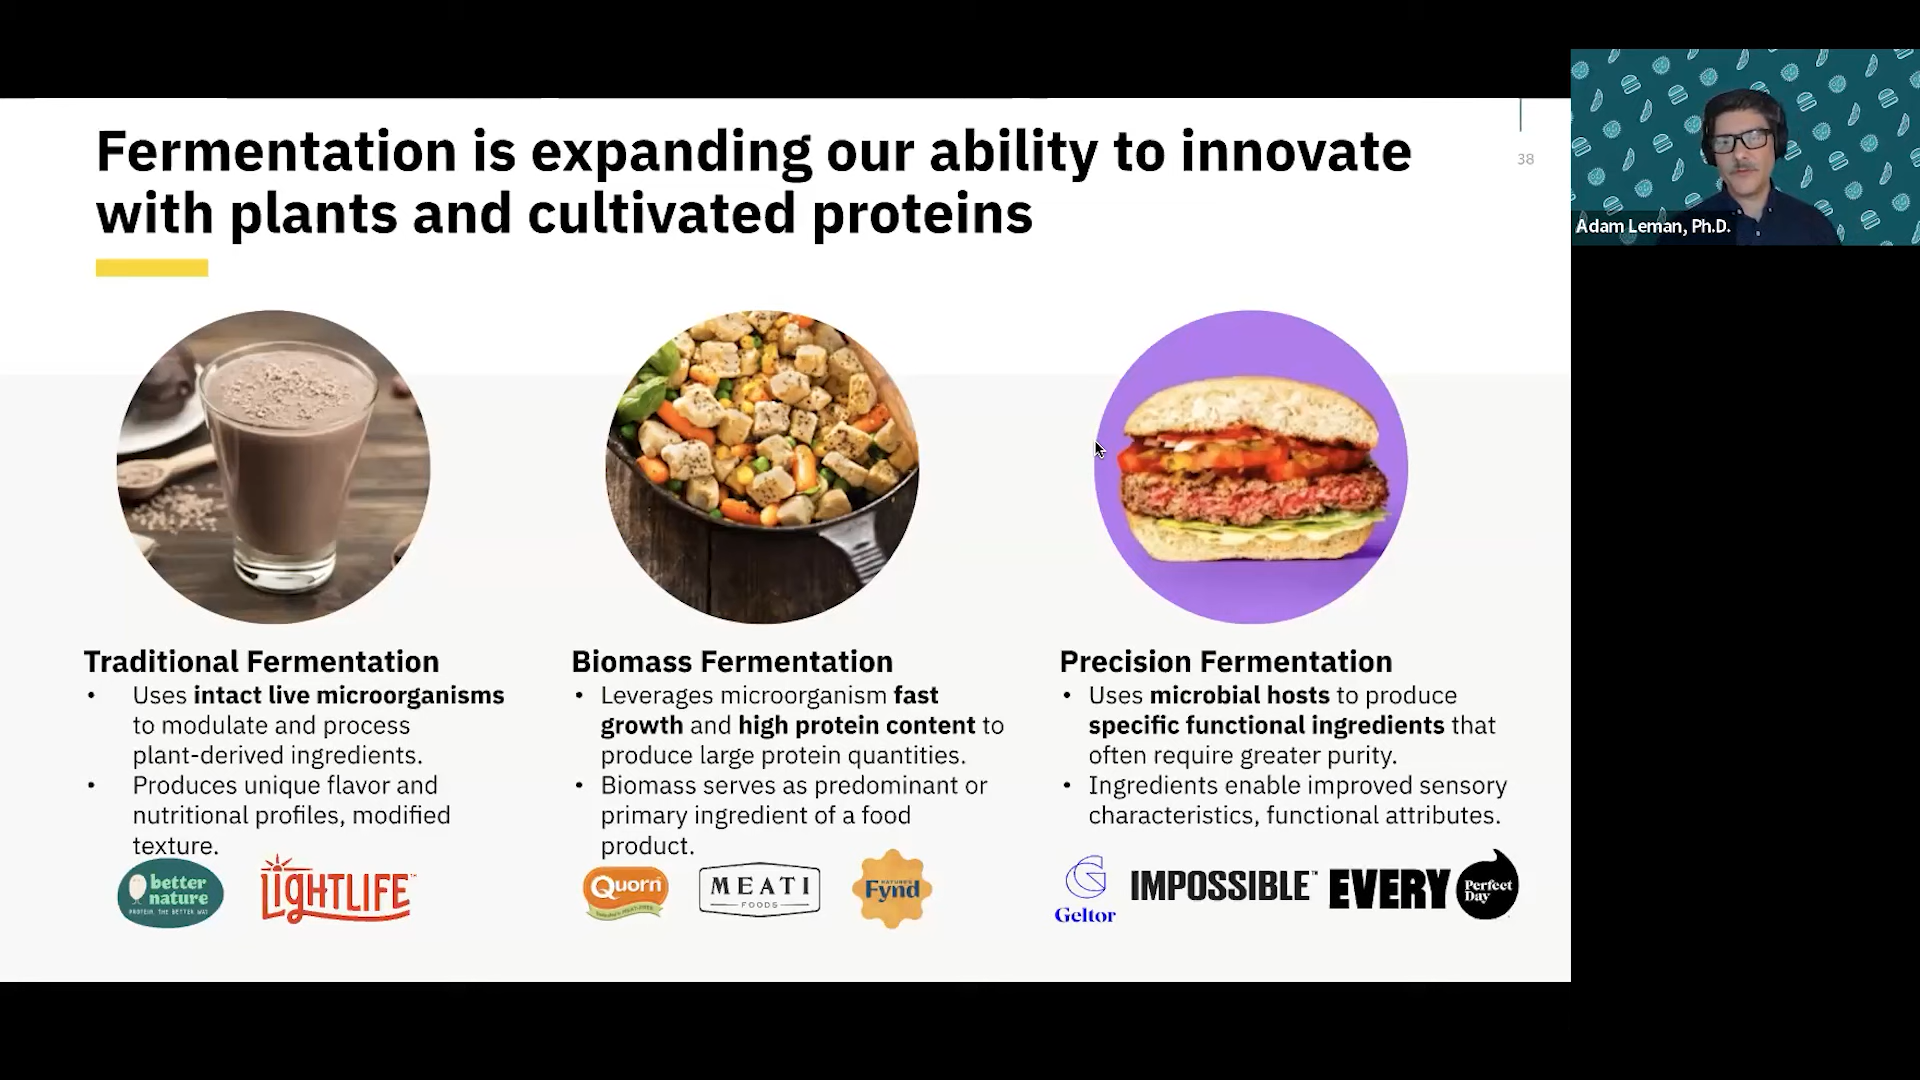 Fermentation is expanding our ability to innovate
with plants and cultivated proteins
38
Adam Leman, Ph.D.
Traditional Fermentation
• Uses intact live microorganisms
to modulate and process
plant-derived ingredients.
• Produces unique flavor and
nutritional profiles, modified
texture.
better
nature
PROTEIN, THE BETTER WAY
LIGHTLIFE™
Biomass Fermentation
• Leverages microorganism fast
growth and high protein content to
produce large protein quantities.
• Biomass serves as predominant or
primary ingredient of a food
product.
Quorn
MEATI
FOODS
NATURE'S
Fynd
Precision Fermentation
• Uses microbial hosts to produce
specific functional ingredients that
often require greater purity.
• Ingredients enable improved sensory
characteristics, functional attributes.
G
Geltor
IMPOSSIBLE™
EVERY
Perfect
Day